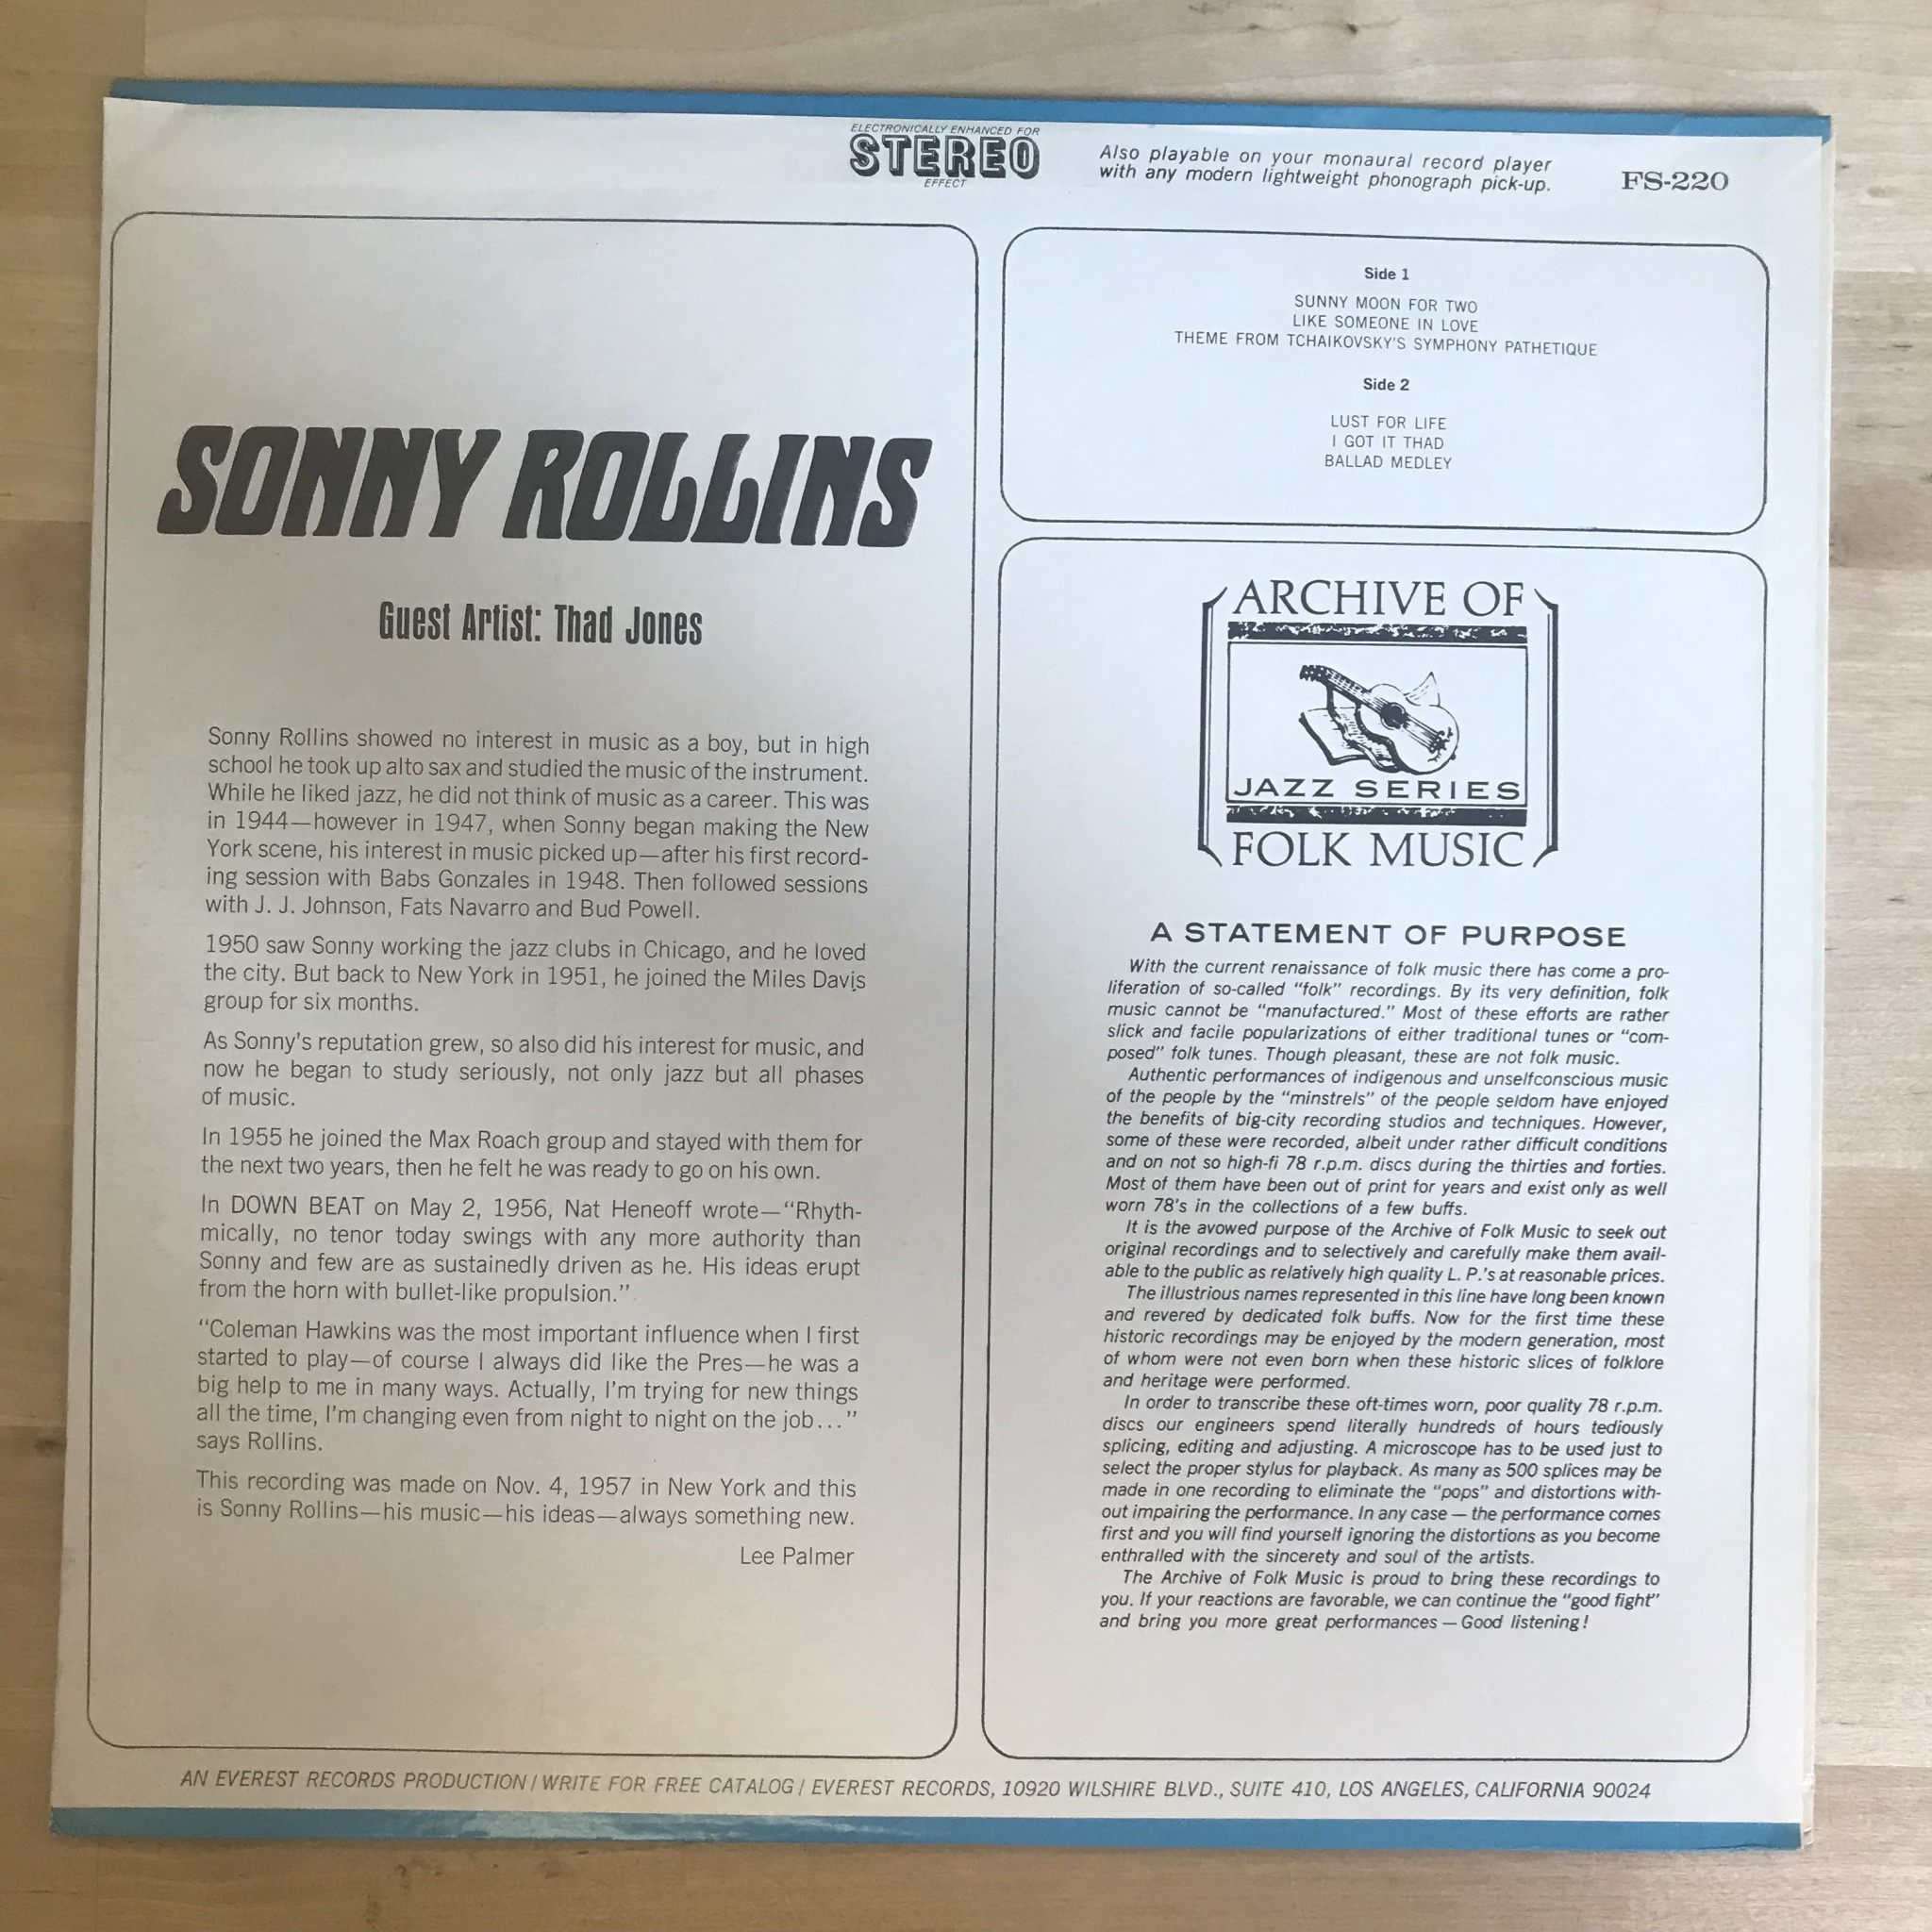 ELECTRONICALLY ENHANCED FOR
STEREO
EFFECT
Also playable on your monaural record player
with any modern lightweight phonograph pick-up.
FS-220
SONNY ROLLINS
Guest Artist: Thad Jones
Sonny Rollins showed no interest in music as a boy, but in high
school he took up alto sax and studied the music of the instrument.
While he liked jazz, he did not think of music as a career. This was
in 1944—however in 1947, when Sonny began making the New
York scene, his interest in music picked up—after his first record-
ing session with Babs Gonzales in 1948. Then followed sessions
with J. J. Johnson, Fats Navarro and Bud Powell.
1950 saw Sonny working the jazz clubs in Chicago, and he loved
the city. But back to New York in 1951, he joined the Miles Davis
group for six months.
As Sonny's reputation grew, so also did his interest for music, and
now he began to study seriously, not only jazz but all phases
of music.
In 1955 he joined the Max Roach group and stayed with them for
the next two years, then he felt he was ready to go on his own.
In DOWN BEAT on May 2, 1956, Nat Heneoff wrote—"Rhyth-
mically, no tenor today swings with any more authority than
Sonny and few are as sustainedly driven as he. His ideas erupt
from the horn with bullet-like propulsion."
"Coleman Hawkins was the most important influence when I first
started to play—of course I always did like the Pres—he was a
big help to me in many ways. Actually, I'm trying for new things
all the time, I'm changing even from night to night on the job..."
says Rollins.
This recording was made on Nov. 4, 1957 in New York and this
is Sonny Rollins—his music—his ideas—always something new.
Lee Palmer
Side 1
SUNNY MOON FOR TWO
LIKE SOMEONE IN LOVE
THEME FROM TCHAIKOVSKY'S SYMPHONY PATHETIQUE
Side 2
LUST FOR LIFE
I GOT IT THAD
BALLAD MEDLEY
ARCHIVE OF
JAZZ SERIES
FOLK MUSIC
A STATEMENT OF PURPOSE
With the current renaissance of folk music there has come a pro-
liferation of so-called "folk" recordings. By its very definition, folk
music cannot be "manufactured." Most of these efforts are rather
slick and facile popularizations of either traditional tunes or "com-
posed" folk tunes. Though pleasant, these are not folk music.
Authentic performances of indigenous and unselfconscious music
of the people by the "minstrels" of the people seldom have enjoyed
the benefits of big-city recording studios and techniques. However,
some of these were recorded, albeit under rather difficult conditions
and on not so high-fi 78 r.p.m. discs during the thirties and forties.
Most of them have been out of print for years and exist only as well
worn 78's in the collections of a few buffs.
It is the avowed purpose of the Archive of Folk Music to seek out
original recordings and to selectively and carefully make them avail-
able to the public as relatively high quality L. P.'s at reasonable prices.
The illustrious names represented in this line have long been known
and revered by dedicated folk buffs. Now for the first time these
historic recordings may be enjoyed by the modern generation, most
of whom were not even born when these historic slices of folklore
and heritage were performed.
In order to transcribe these oft-times worn, poor quality 78 r.p.m.
discs our engineers spend literally hundreds of hours tediously
splicing, editing and adjusting. A microscope has to be used just to
select the proper stylus for playback. As many as 500 splices may be
made in one recording to eliminate the "pops" and distortions with-
out impairing the performance. In any case — the performance comes
first and you will find yourself ignoring the distortions as you become
enthralled with the sincerety and soul of the artists.
The Archive of Folk Music is proud to bring these recordings to
you. If your reactions are favorable, we can continue the "good fight"
and bring you more great performances — Good listening!
AN EVEREST RECORDS PRODUCTION / WRITE FOR FREE CATALOG / EVEREST RECORDS, 10920 WILSHIRE BLVD., SUITE 410, LOS ANGELES, CALIFORNIA 90024